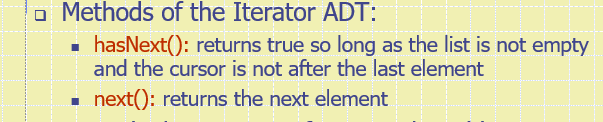 Methods of the Iterator ADT:
hasNext(): returns true so long as the list is not empty
and the cursor is not after the last element
next(): returns the next element